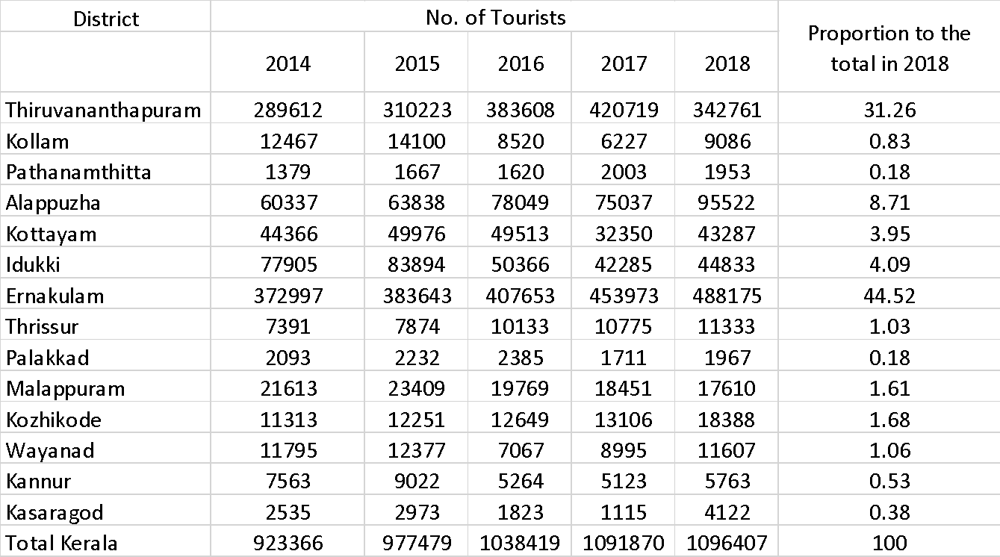 District No. of Tourists Proportion to the total in 2018
2014 2015 2016 2017 2018
Thiruvananthapuram 289612 310223 383608 420719 342761 31.26
Kollam 12467 14100 8520 6227 9086 0.83
Pathanamthitta 1379 1667 1620 2003 1953 0.18
Alappuzha 60337 63838 78049 75037 95522 8.71
Kottayam 44366 49976 49513 32350 43287 3.95
Idukki 77905 83894 50366 42285 44833 4.09
Ernakulam 372997 383643 407653 453973 488175 44.52
Thrissur 7391 7874 10133 10775 11333 1.03
Palakkad 2093 2232 2385 1711 1967 0.18
Malappuram 21613 23409 19769 18451 17610 1.61
Kozhikode 11313 12251 12649 13106 18388 1.68
Wayanad 11795 12377 7067 8995 11607 1.06
Kannur 7563 9022 5264 5123 5763 0.53
Kasaragod 2535 2973 1823 1115 4122 0.38
Total Kerala 923366 977479 1038419 1091870 1096407 100